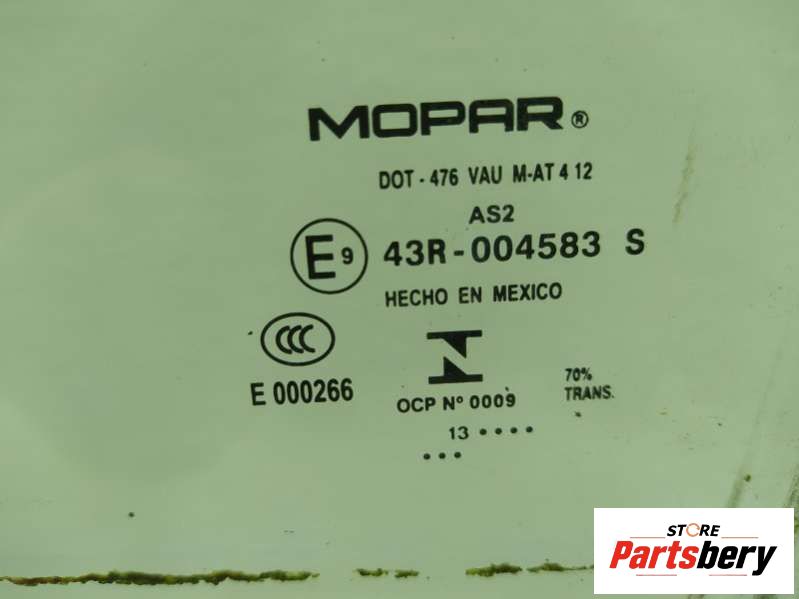 MOPAR®
DOT - 476 VAU M-AT 4 12
AS2
E9 43R-004583 S
HECHO EN MEXICO
CCC
E 000266
N
OCP Nº 0009
70%
TRANS.
13 ••••
•••
STORE
Partsbery